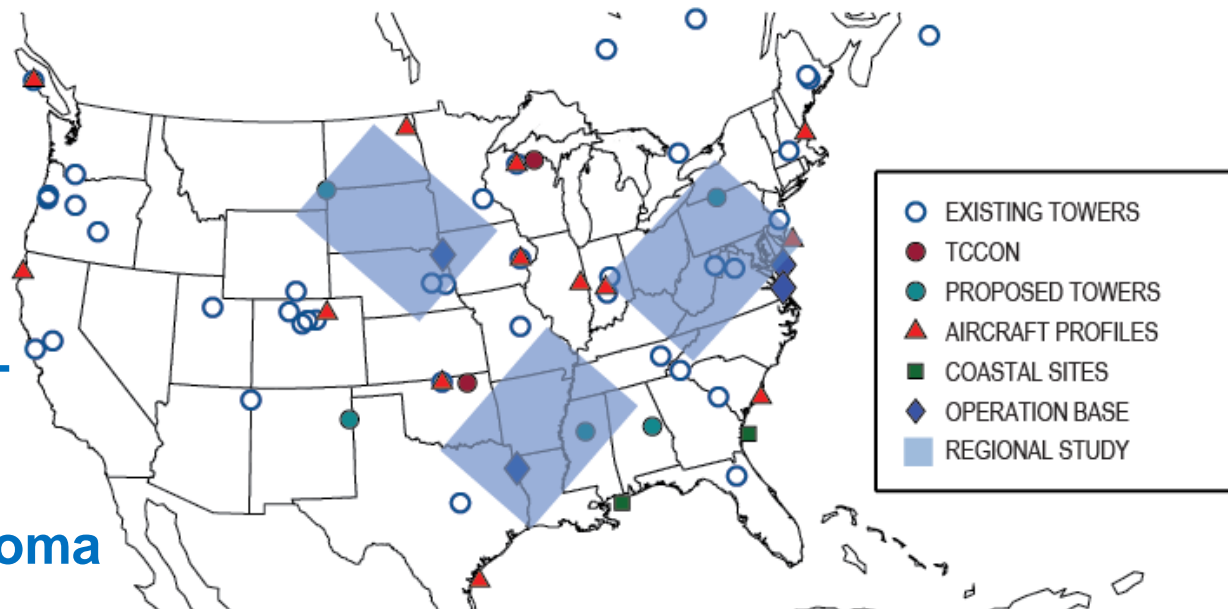 EXISTING TOWERS
TCCON
PROPOSED TOWERS
AIRCRAFT PROFILES
COASTAL SITES
OPERATION BASE
REGIONAL STUDY
oma